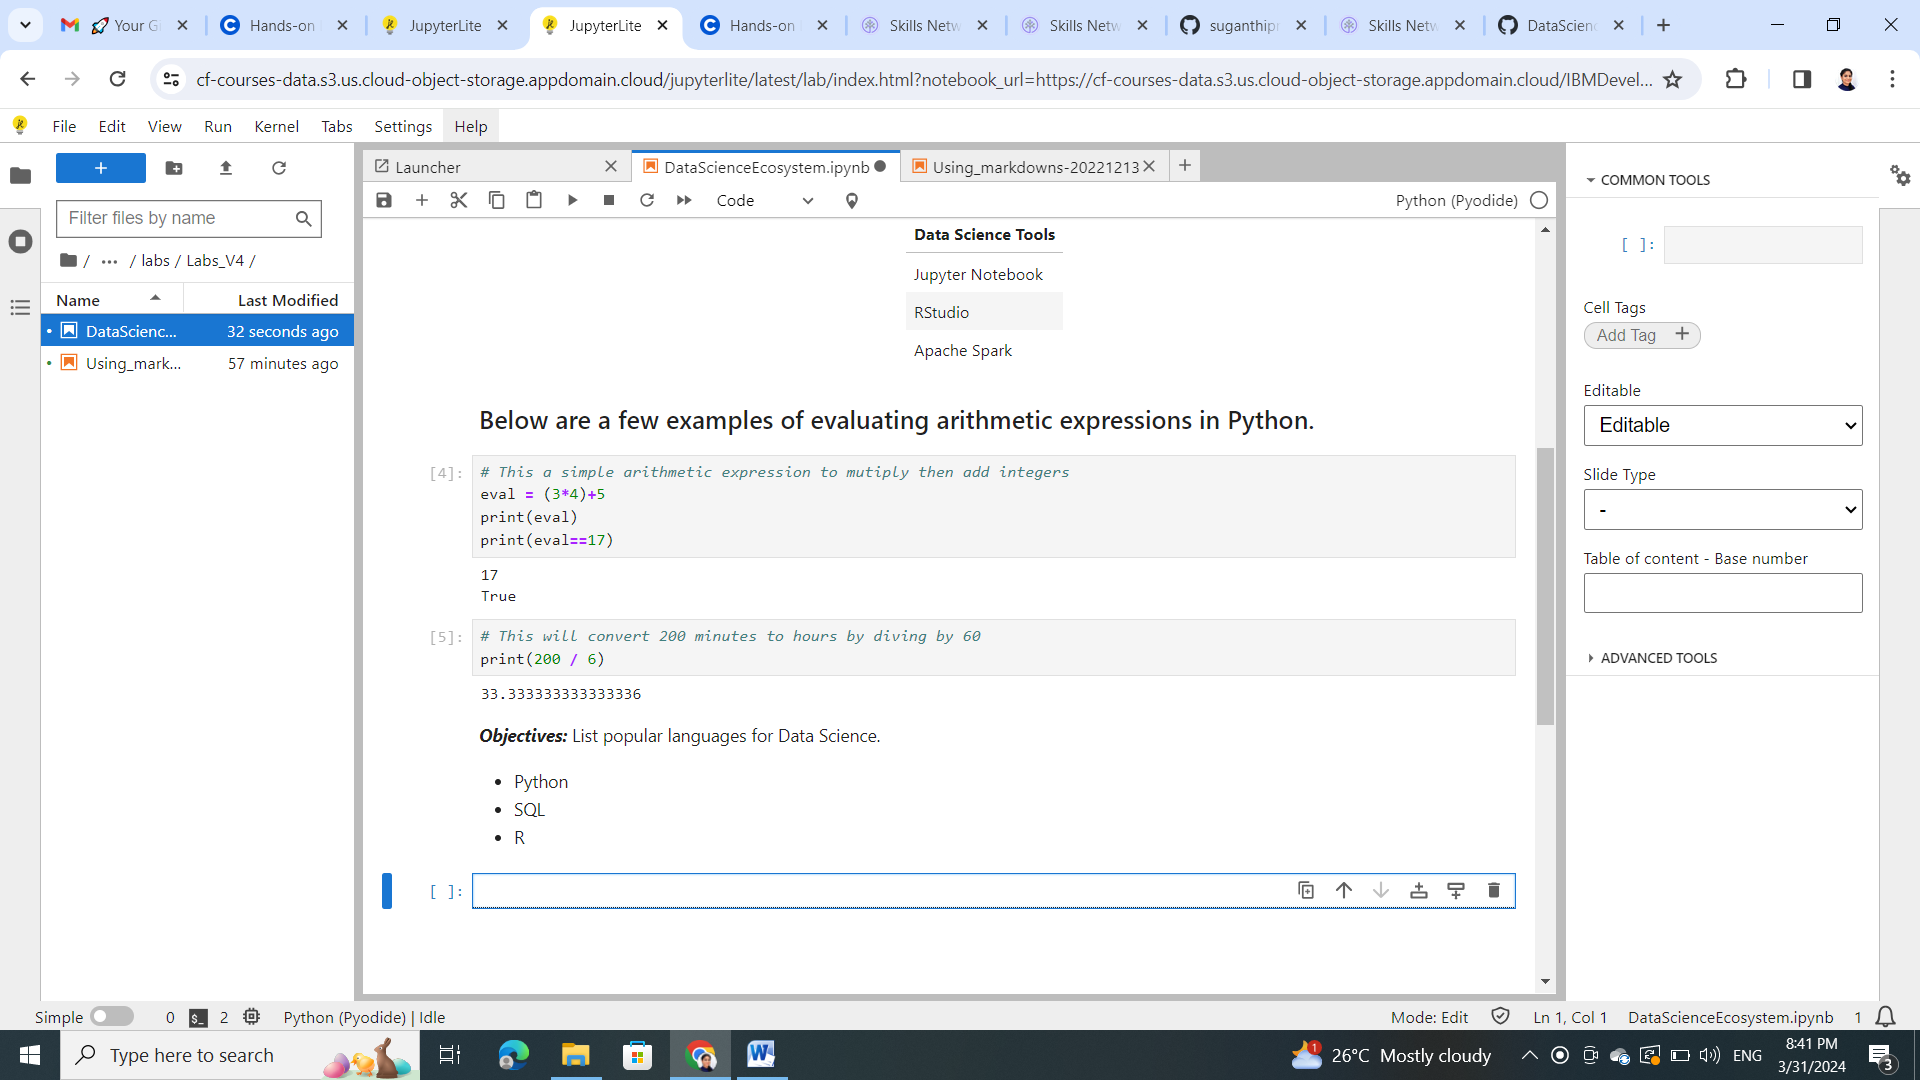 Your Gi
Hands-on
JupyterLite
JupyterLite
Hands-on
Skills Netw
Skills Netw
suganthipr
Skills Netw
DataScienc
cf-courses-data.s3.us.cloud-object-storage.appdomain.cloud/jupyterlite/latest/lab/index.html?notebook_url=https://cf-courses-data.s3.us.cloud-object-storage.appdomain.cloud/IBMDevel...
File Edit View Run Kernel Tabs Settings Help
Launcher
DataScienceEcosystem.ipynb
Using_markdowns-20221213
Filter files by name
Code
Python (Pyodide)
/ ... / labs / Labs_V4 /
Name Last Modified
DataScienc... 32 seconds ago
Using_mark... 57 minutes ago
Data Science Tools
Jupyter Notebook
RStudio
Apache Spark
Below are a few examples of evaluating arithmetic expressions in Python.
[4]: # This a simple arithmetic expression to mutiply then add integers
eval = (3*4)+5
print(eval)
print(eval==17)
17
True
[5]: # This will convert 200 minutes to hours by diving by 60
print(200 / 6)
33.333333333333336
Objectives: List popular languages for Data Science.
• Python
• SQL
• R
[ ]:
COMMON TOOLS
[ ]:
Cell Tags
Add Tag +
Editable
Editable
Slide Type
-
Table of content - Base number
ADVANCED TOOLS
Simple 0 $_ 2 Python (Pyodide) | Idle
Mode: Edit Ln 1, Col 1 DataScienceEcosystem.ipynb 1
Type here to search
1 26°C Mostly cloudy
ENG
8:41 PM
3/31/2024
3